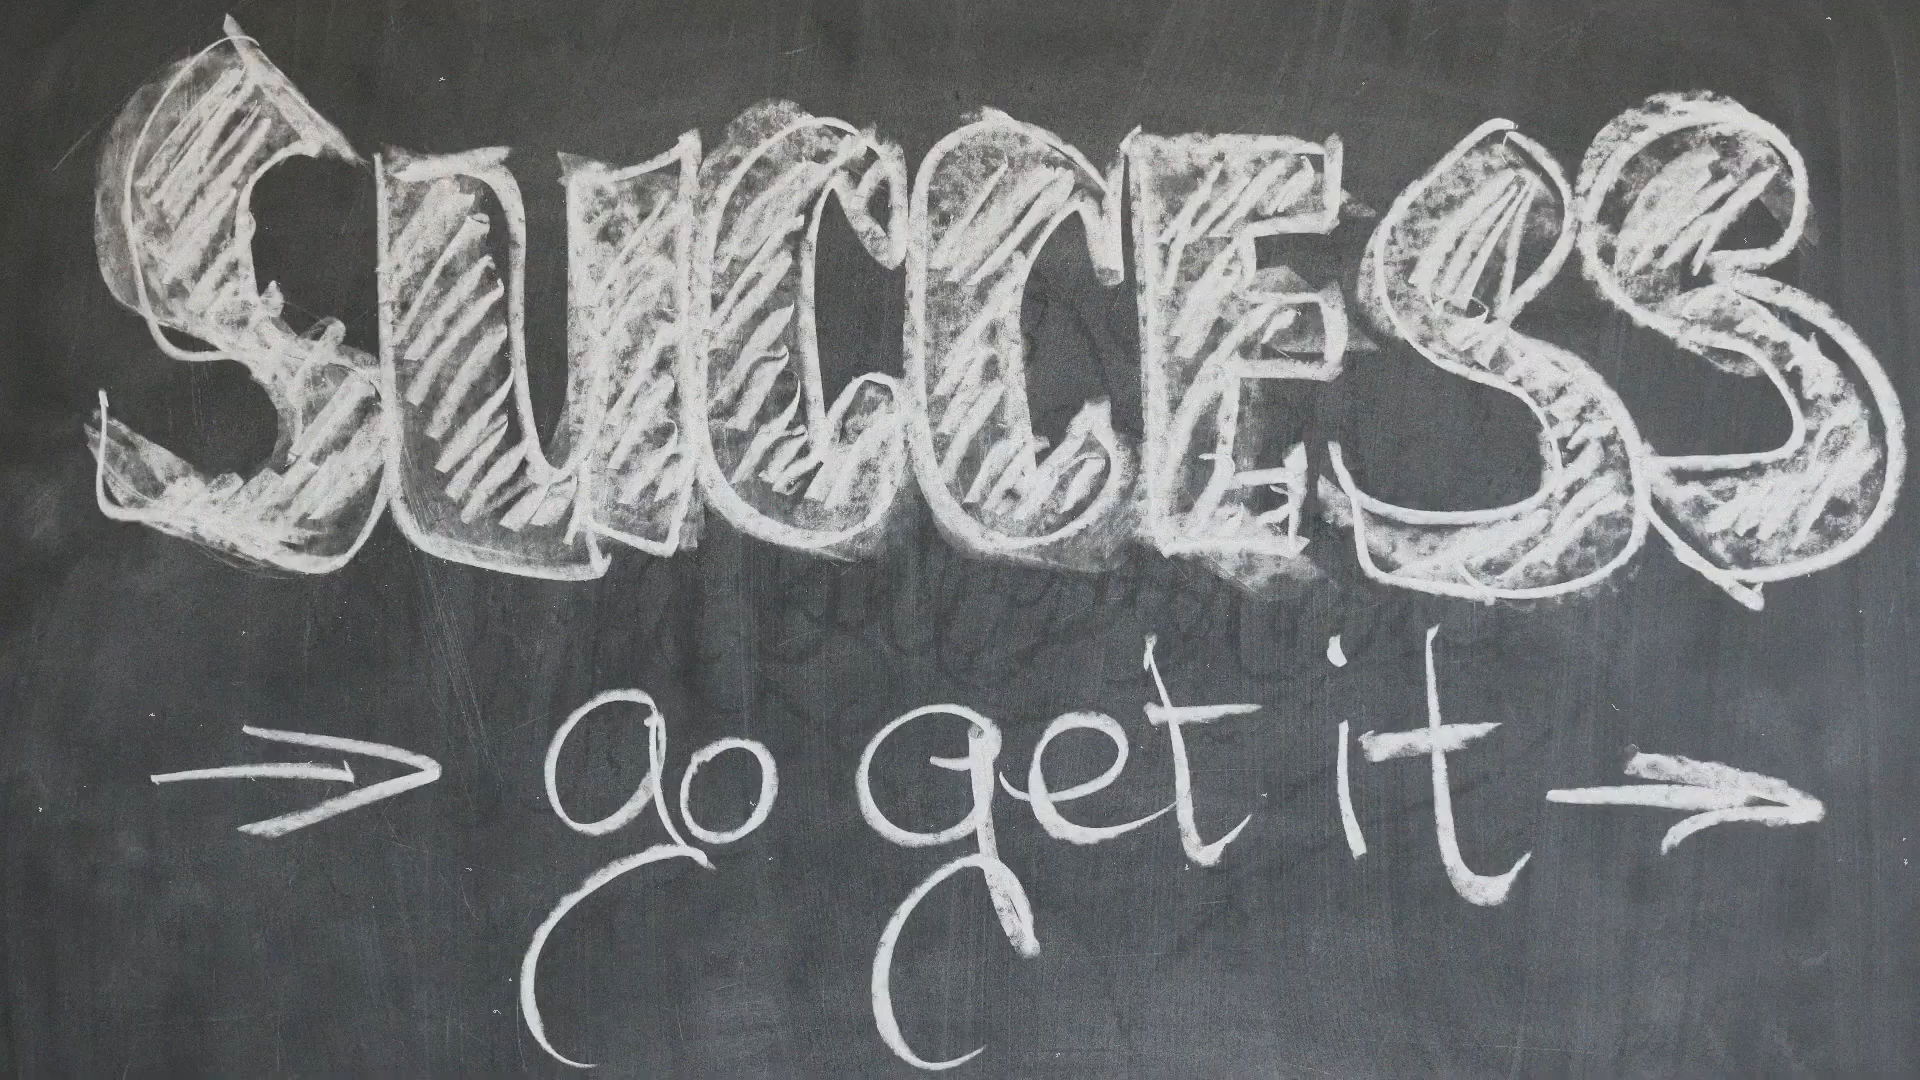 SUCCESS
→ go get it →